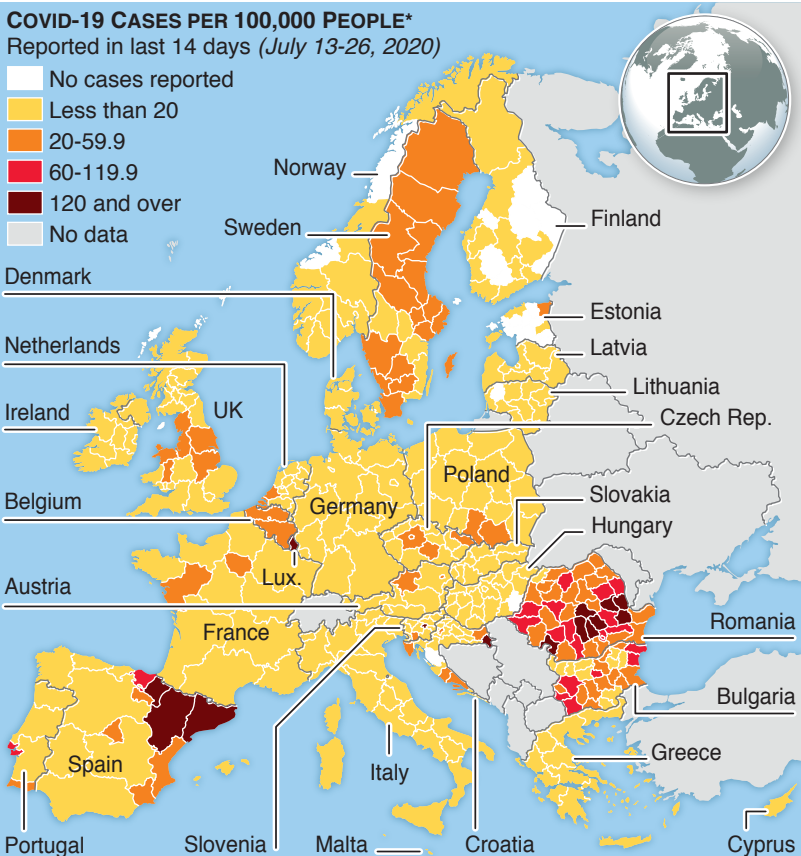 COVID-19 CASES PER 100,000 PEOPLE*
Reported in last 14 days (July 13-26, 2020)
No cases reported
Less than 20
20-59.9
60-119.9
120 and over
No data
Norway
Sweden
Finland
Denmark
Estonia
Netherlands
Latvia
Lithuania
Ireland
UK
Czech Rep.
Poland
Belgium
Germany
Slovakia
Hungary
Lux.
Austria
France
Romania
Bulgaria
Spain
Italy
Greece
Portugal
Slovenia
Malta
Croatia
Cyprus